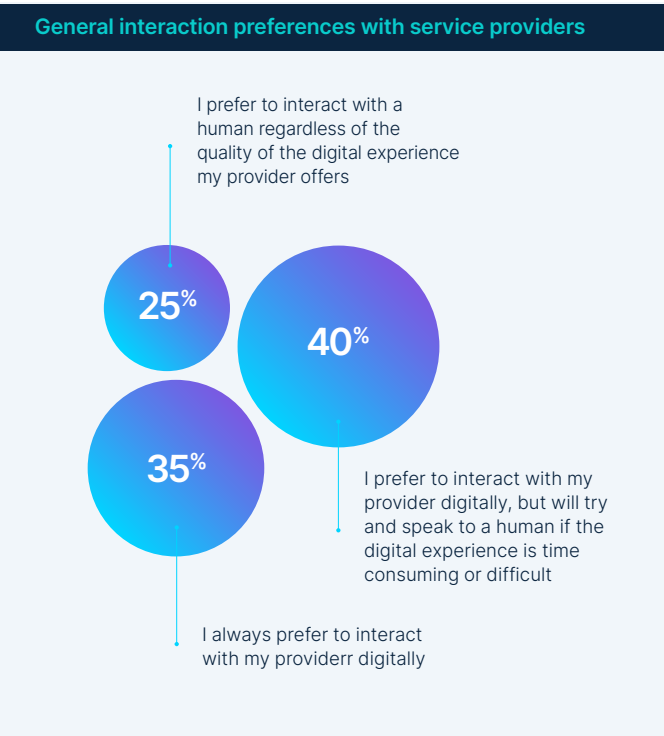 General interaction preferences with service providers
I prefer to interact with a
human regardless of the
quality of the digital experience
my provider offers
25%
40%
35%
I prefer to interact with my
provider digitally, but will try
and speak to a human if the
digital experience is time
consuming or difficult
I always prefer to interact
with my providerr digitally